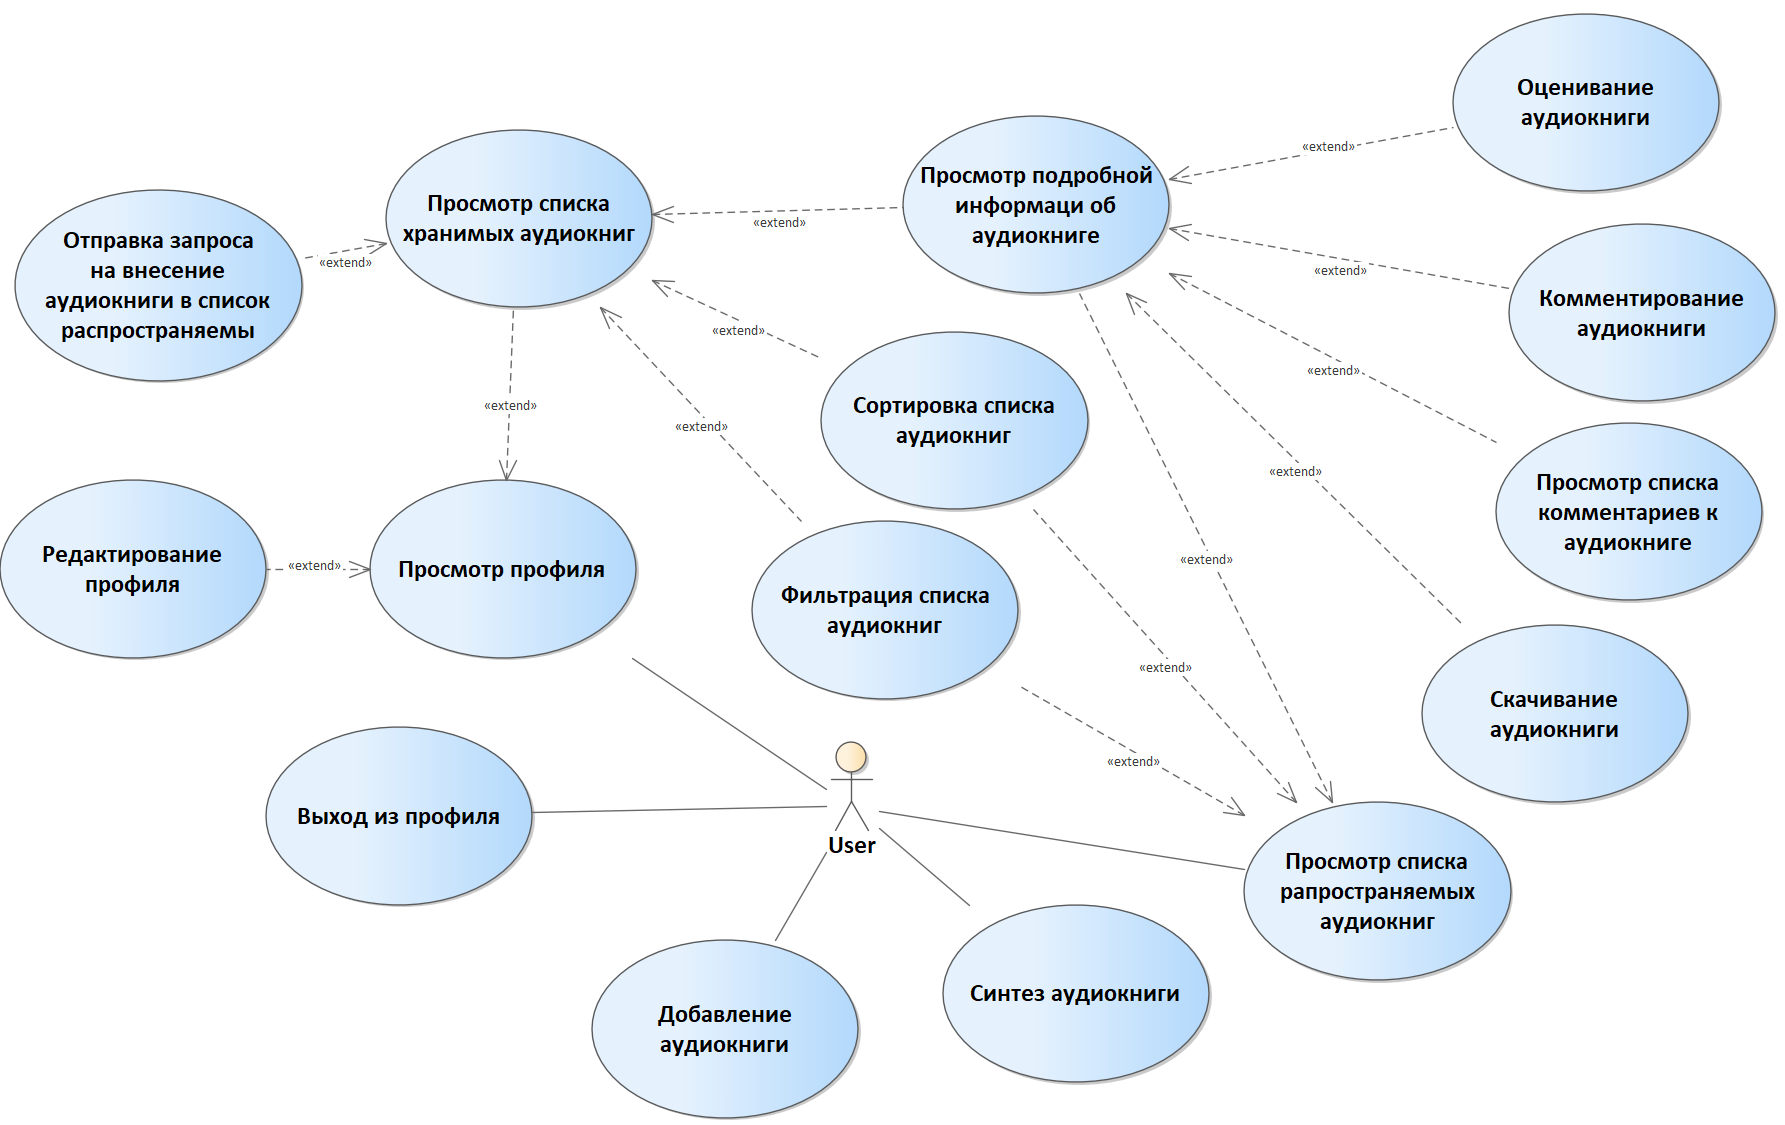 Оценивание
аудиокниги
«extend»
Просмотр подробной
информаци об
аудиокниге
Просмотр списка
хранимых аудиокниг
«extend»
Отправка запроса
на внесение
аудиокниги в список
распространяемы
«extend»
«extend»
Комментирование
аудиокниги
«extend»
«extend»
Сортировка списка
аудиокниг
«extend»
«extend»
«extend»
Просмотр списка
комментариев к
аудиокниге
Редактирование
профиля
«extend»
Просмотр профиля
«extend»
Фильтрация списка
аудиокниг
«extend»
Скачивание
аудиокниги
«extend»
Выход из профиля
User
Просмотр списка
рапространяемых
аудиокниг
Синтез аудиокниги
Добавление
аудиокниги
«extend»